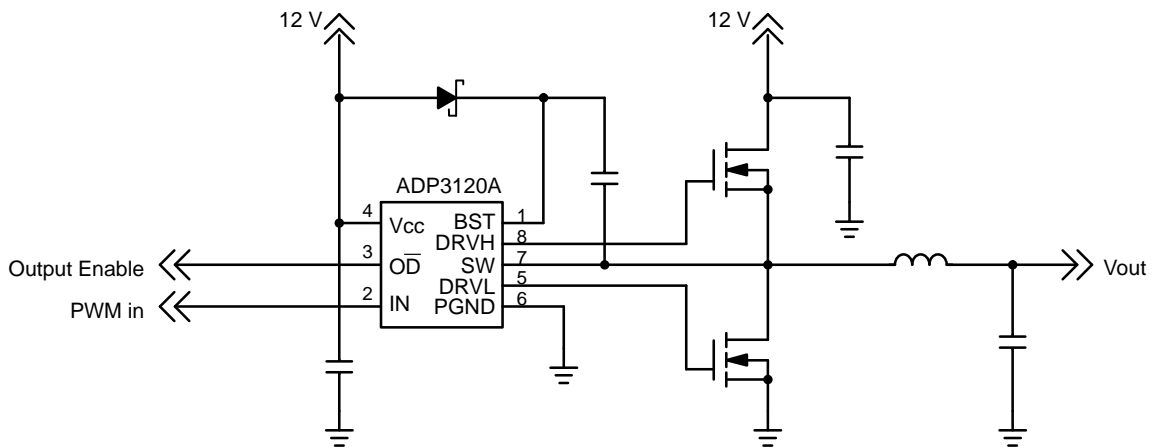 12 V
12 V
ADP3120A
4
Vcc
BST
1
DRVH
8
Output Enable
3
OD̅
SW
7
Vout
DRVL
5
PWM in
2
IN
PGND
6